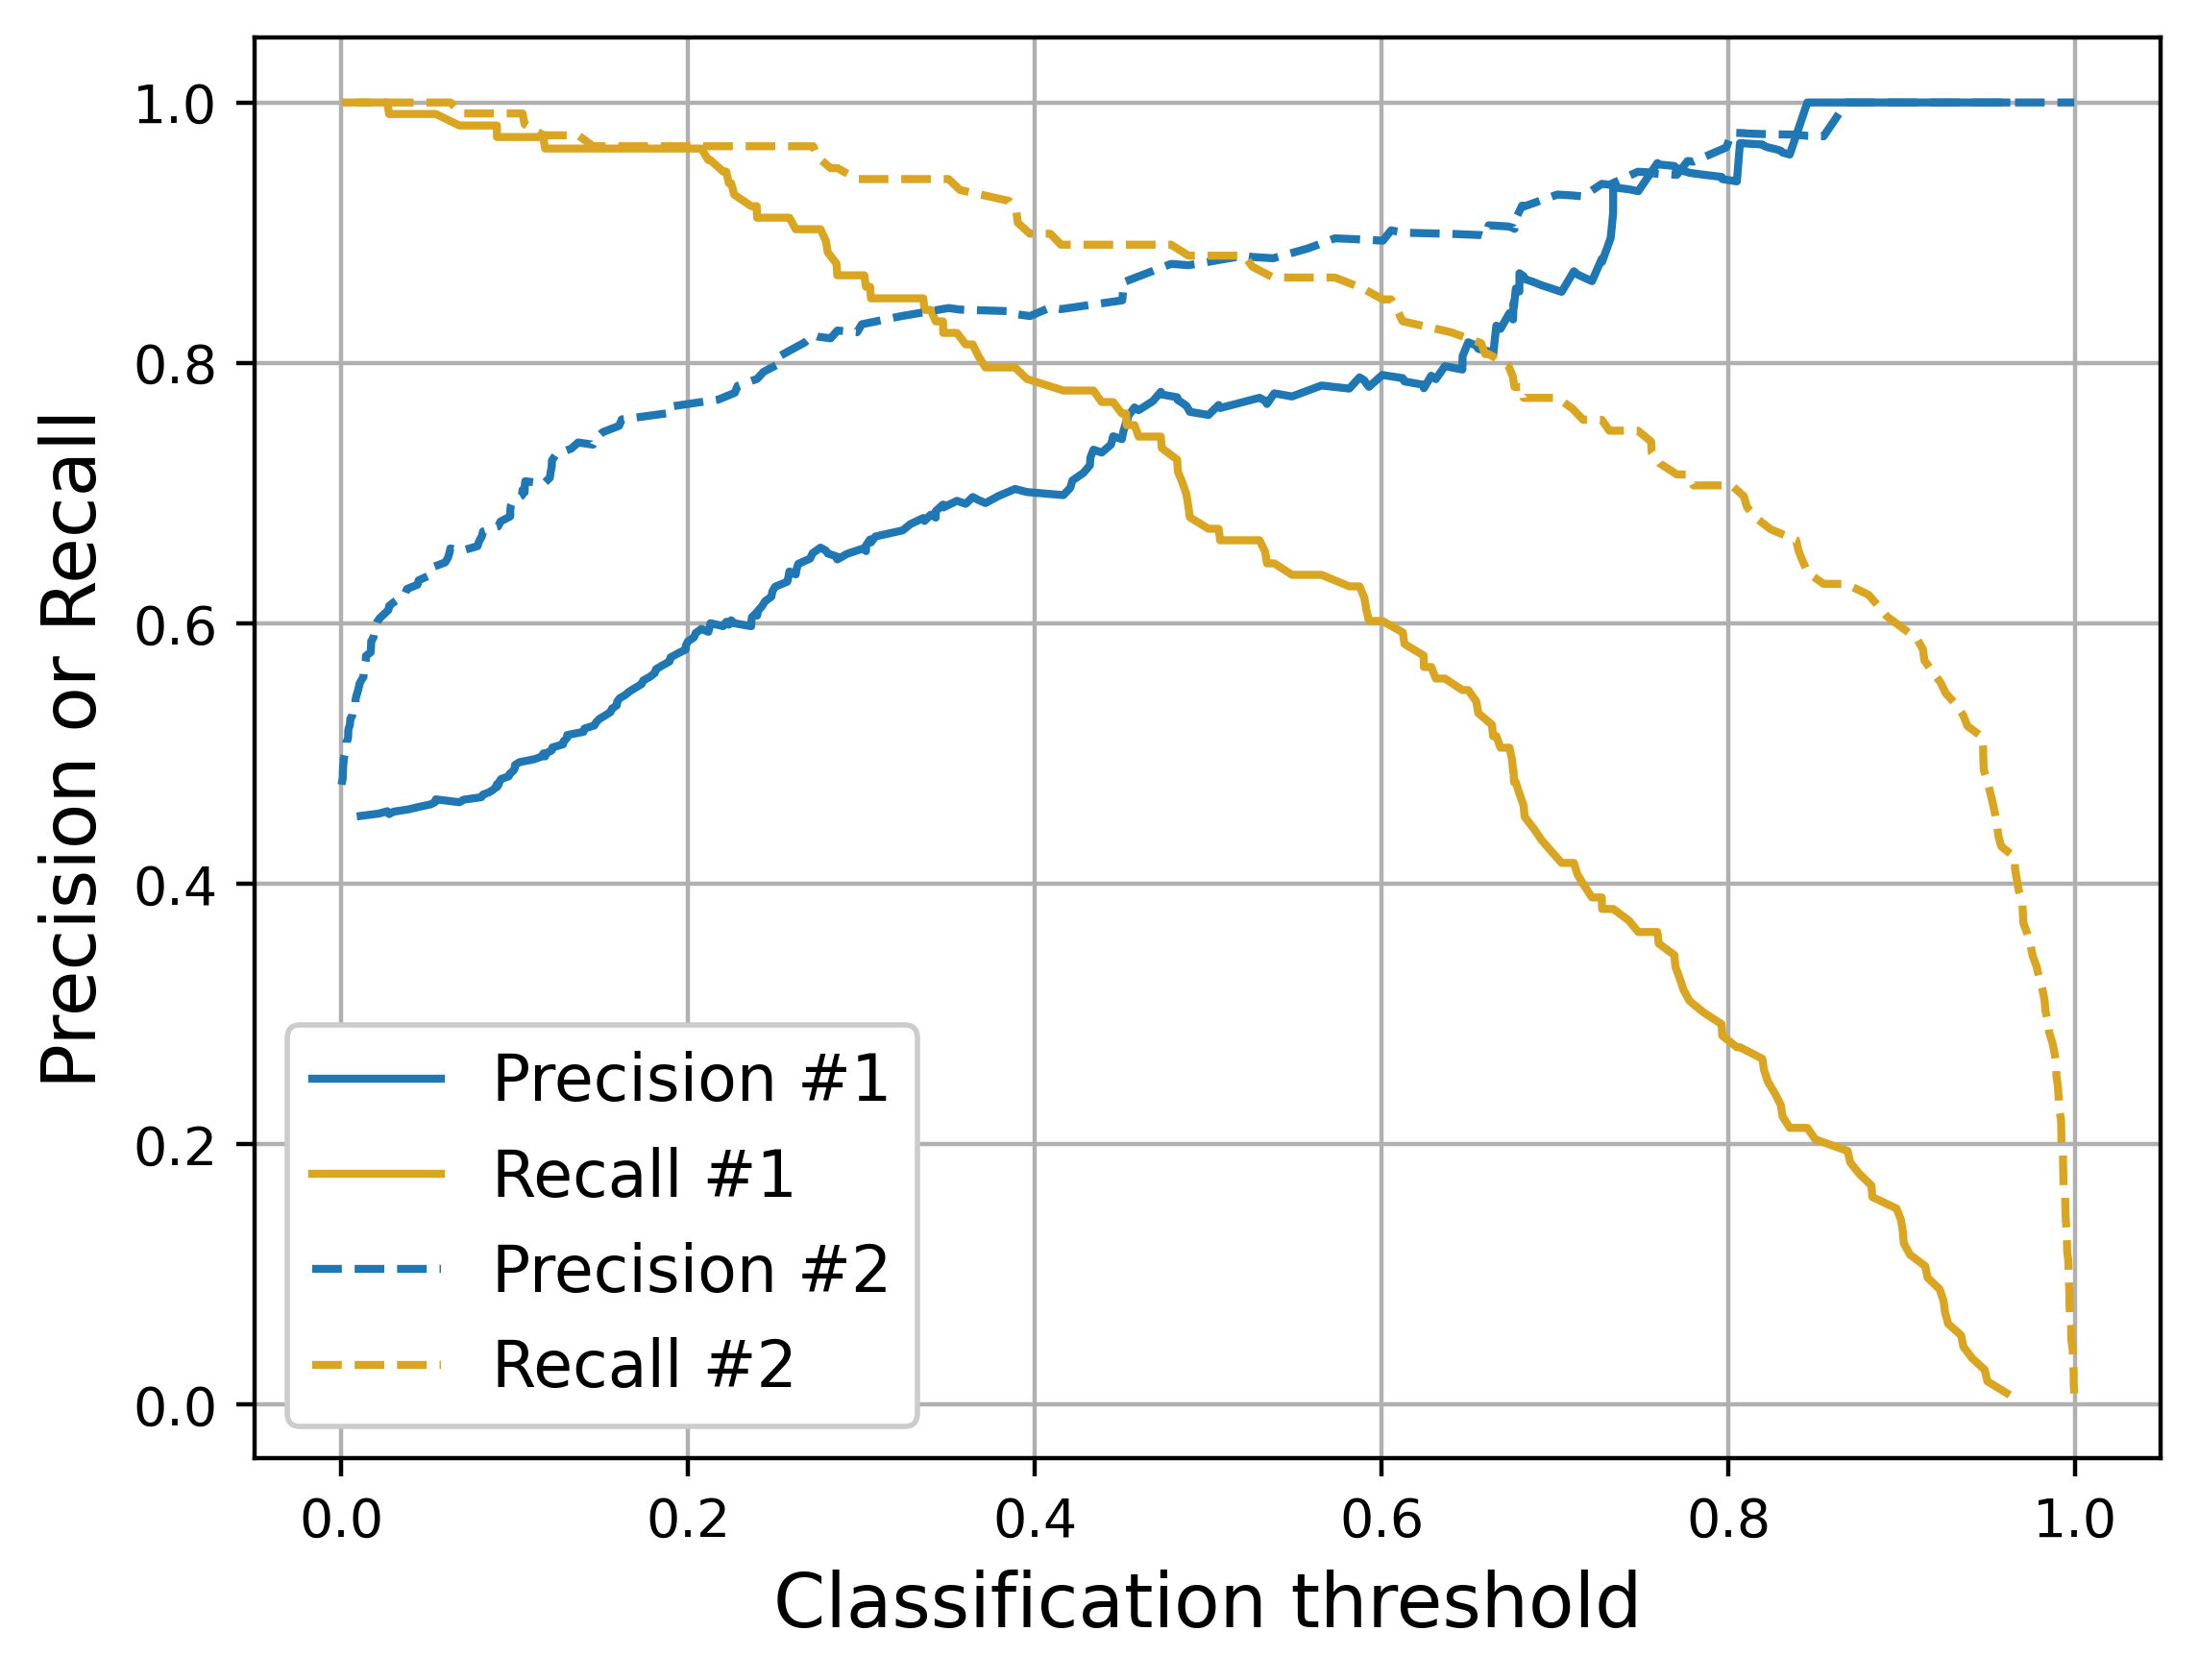 Precision or Recall
1.0
0.8
0.6
0.4
0.2
0.0
Precision #1
Recall #1
Precision #2
Recall #2
0.0 0.2 0.4 0.6 0.8 1.0
Classification threshold